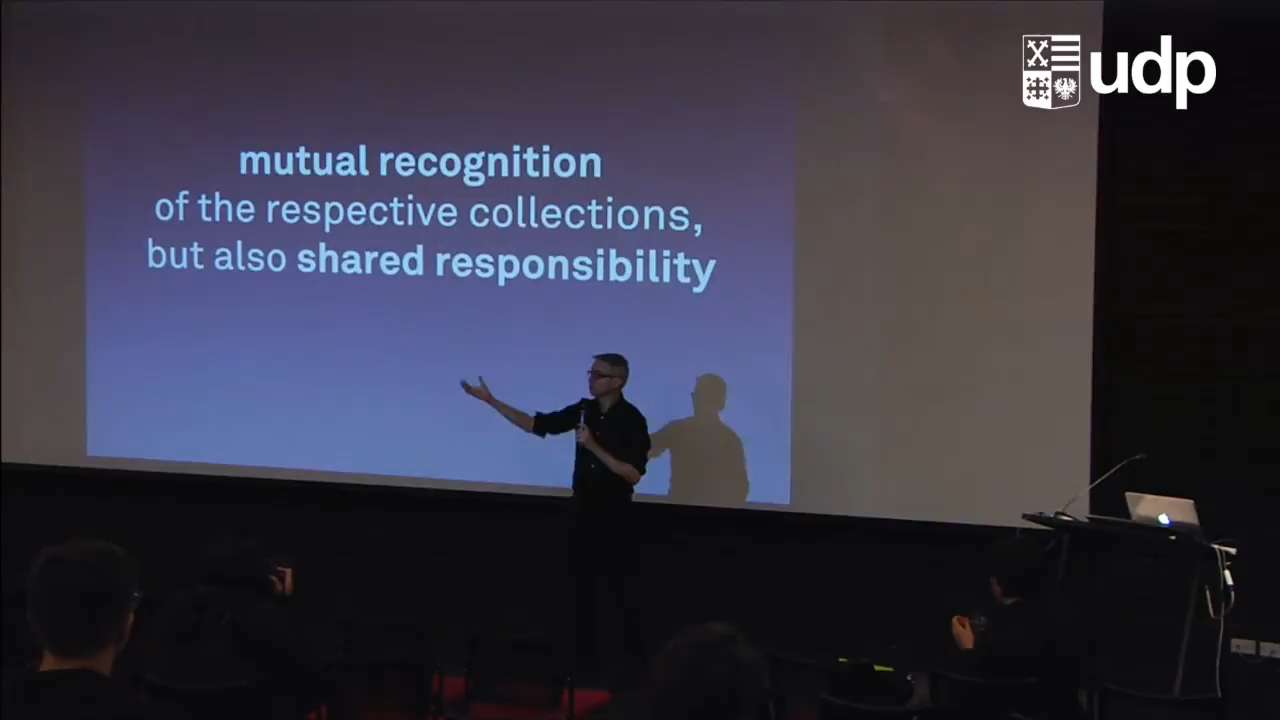 udp
mutual recognition
of the respective collections,
but also shared responsibility